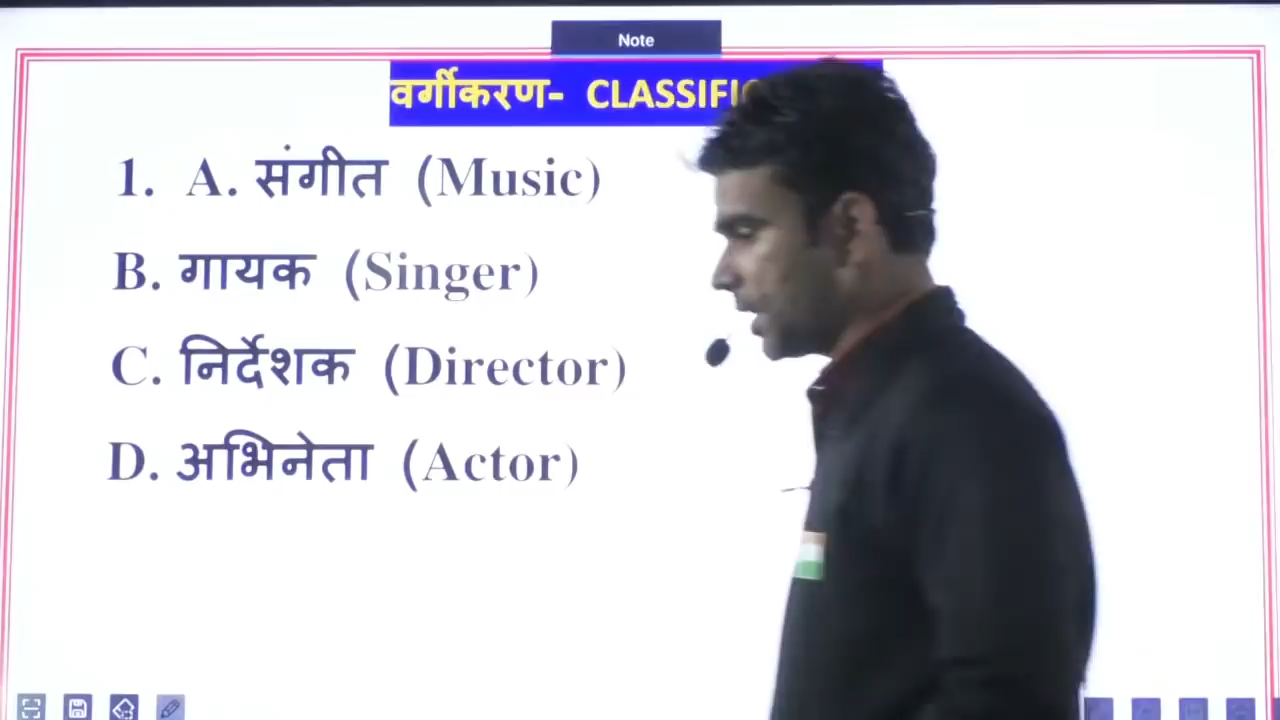 Note
वर्गीकरण- CLASSIFI
1. A. संगीत (Music)
B. गायक (Singer)
C. निर्देशक (Director)
D. अभिनेता (Actor)